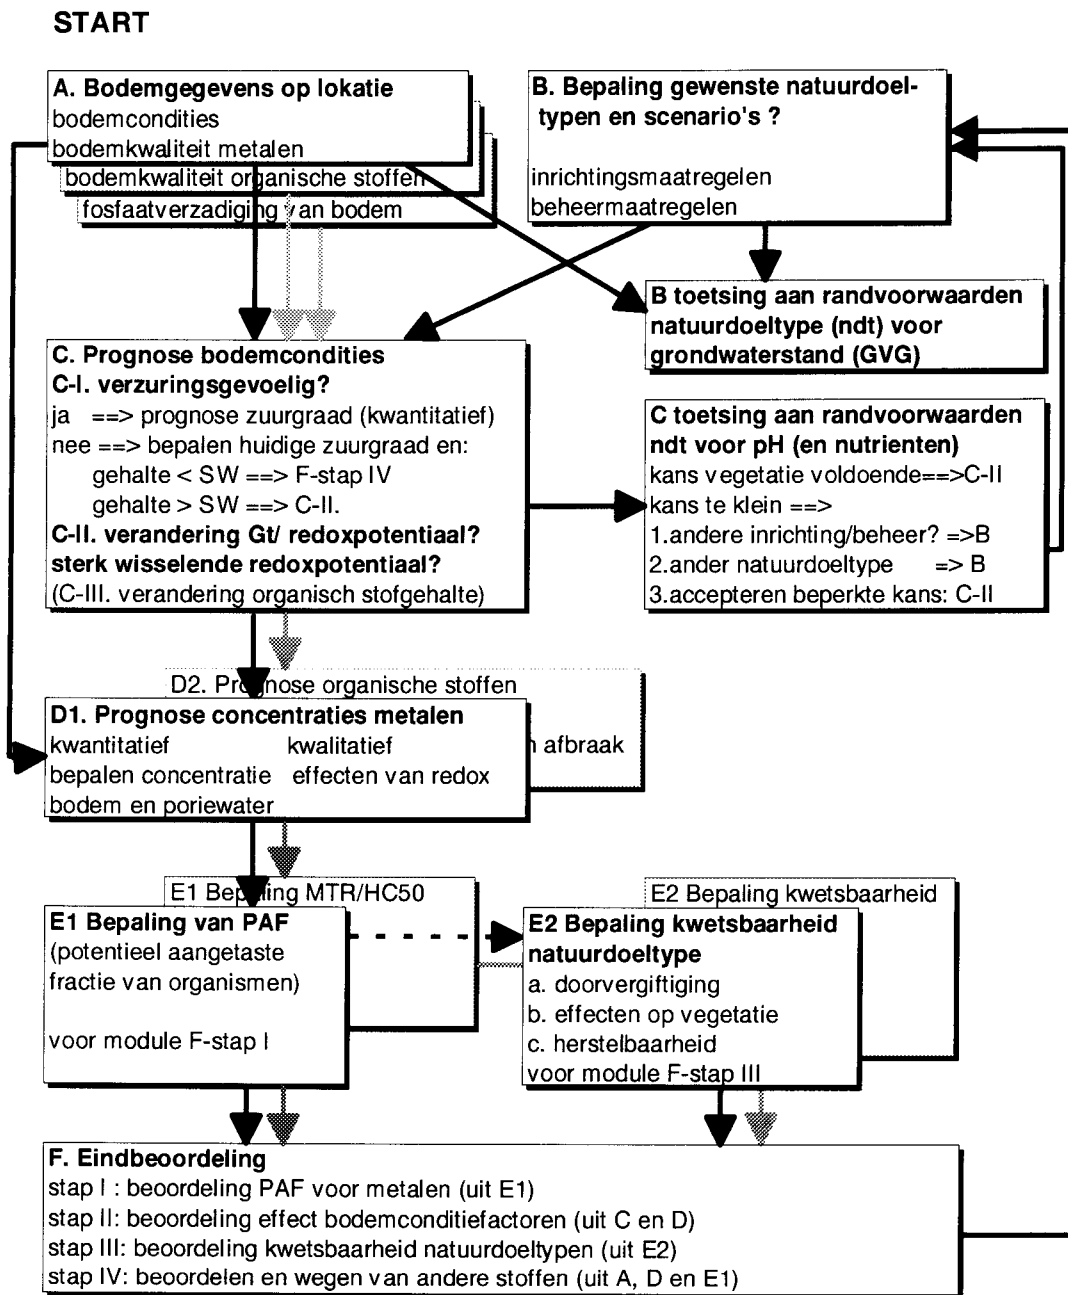 START
A. Bodemgegevens op lokatie
bodemcondities
bodemkwaliteit metalen
bodemkwaliteit organische stoffen
fosfaatverzadiging van bodem
B. Bepaling gewenste natuurdoel-
typen en scenario's ?
inrichtingsmaatregelen
beheermaatregelen
B toetsing aan randvoorwaarden
natuurdoeltype (ndt) voor
grondwaterstand (GVG)
C. Prognose bodemcondities
C-I. verzuringsgevoelig?
ja ==> prognose zuurgraad (kwantitatief)
nee ==> bepalen huidige zuurgraad en:
gehalte < SW ==> F-stap IV
gehalte > SW ==> C-II.
C-II. verandering Gt/ redoxpotentiaal?
sterk wisselende redoxpotentiaal?
(C-III. verandering organisch stofgehalte)
C toetsing aan randvoorwaarden
ndt voor pH (en nutrienten)
kans vegetatie voldoende==>C-II
kans te klein ==>
1.andere inrichting/beheer? =>B
2.ander natuurdoeltype => B
3.accepteren beperkte kans: C-II
D2. Prognose organische stoffen
D1. Prognose concentraties metalen
kwantitatief kwalitatief
afbraak
bepalen concentratie effecten van redox
bodem en poriewater
E1 Bepaling MTR/HC50
E1 Bepaling van PAF
(potentieel aangetaste
fractie van organismen)
voor module F-stap I
E2 Bepaling kwetsbaarheid
E2 Bepaling kwetsbaarheid
natuurdoeltype
a. doorvergiftiging
b. effecten op vegetatie
c. herstelbaarheid
voor module F-stap III
F. Eindbeoordeling
stap I : beoordeling PAF voor metalen (uit E1)
stap II: beoordeling effect bodemconditiefactoren (uit C en D)
stap III: beoordeling kwetsbaarheid natuurdoeltypen (uit E2)
stap IV: beoordelen en wegen van andere stoffen (uit A, D en E1)